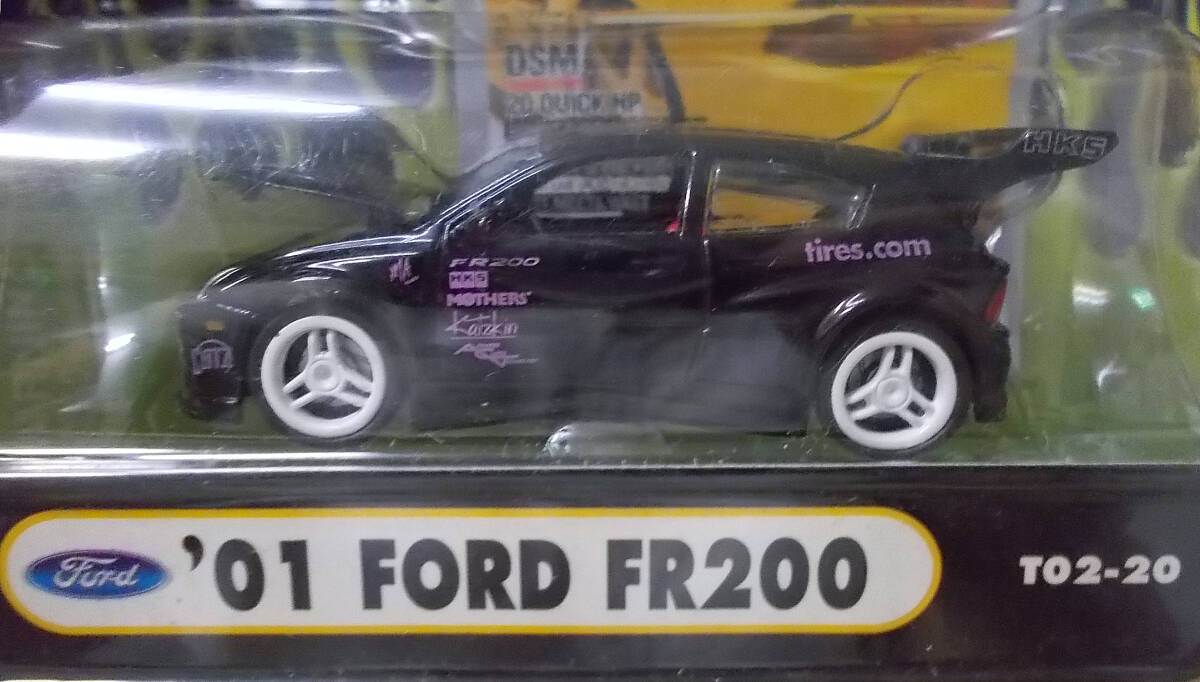 DSM
20 QUICK HP
HKS
tires.com
FR200
HKS
MOTHERS'
Katzkin
Ford '01 FORD FR200
T02-20